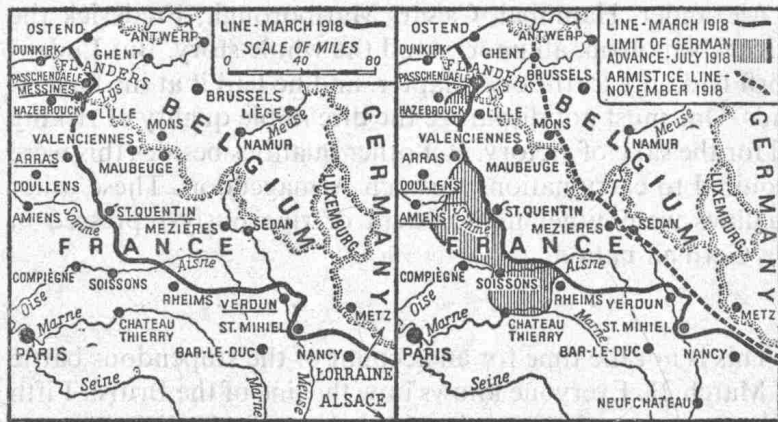 LINE-MARCH 1918
SCALE OF MILES
0 40 80
OSTEND
ANTWERP
DUNKIRK
GHENT
PASSCHENDAELE
FLANDERS
MESSINES
LYS
BRUSSELS
HAZEBROUCK
LILLE
BELGIUM
LIÈGE
GERMANY
MONS
Meuse
VALENCIENNES
NAMUR
ARRAS
MAUBEUGE
DOULLENS
LUXEMBURG
AMIENS
Somme
ST.QUENTIN
MEZIÈRES
SEDAN
FRANCE
COMPIÈGNE
Aisne
Oise
SOISSONS
RHEIMS
VERDUN
METZ
Marne
CHATEAU
THIERRY
ST.MIHIEL
PARIS
BAR-LE-DUC
NANCY
Seine
Marne
Meuse
LORRAINE
ALSACE
LINE-MARCH 1918
LIMIT OF GERMAN
ADVANCE-JULY 1918
ARMISTICE LINE-
NOVEMBER 1918
OSTEND
ANTWERP
DUNKIRK
GHENT
PASSCHENDAELE
FLANDERS
MESSINES
LYS
BRUSSELS
HAZEBROUCK
LILLE
BELGIUM
LIÈGE
GERMANY
MONS
Meuse
VALENCIENNES
NAMUR
ARRAS
MAUBEUGE
DOULLENS
LUXEMBURG
AMIENS
Somme
ST.QUENTIN
MEZIÈRES
SEDAN
FRANCE
COMPIÈGNE
Aisne
Oise
SOISSONS
RHEIMS
VERDUN
METZ
Marne
CHATEAU
THIERRY
ST.MIHIEL
Marne
PARIS
BAR-LE-DUC
NANCY
Seine
NEUFCHATEAU